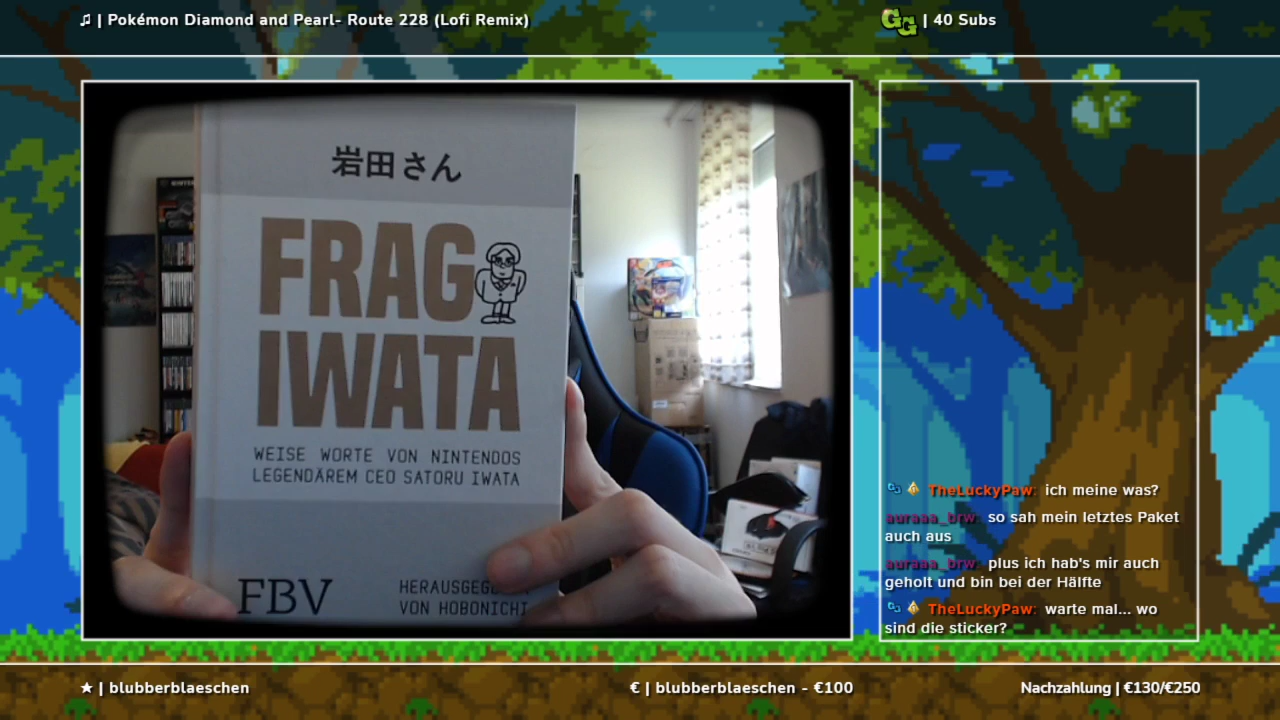 ♫ | Pokémon Diamond and Pearl- Route 228 (Lofi Remix)
GG | 40 Subs
岩田さん
FRAG
IWATA
WEISE WORTE VON NINTENDOS
LEGENDÄREM CEO SATORU IWATA
FBV
VON HOBONICHI
TheLuckyPaw: ich meine was?
auraaa_brw: so sah mein letztes Paket
auch aus
auraaa_brw: plus ich hab's mir auch
geholt und bin bei der Hälfte
TheLuckyPaw: warte mal... wo
sind die sticker?
★ | blubberblaeschen
€ | blubberblaeschen - €100
Nachzahlung | €130/€250